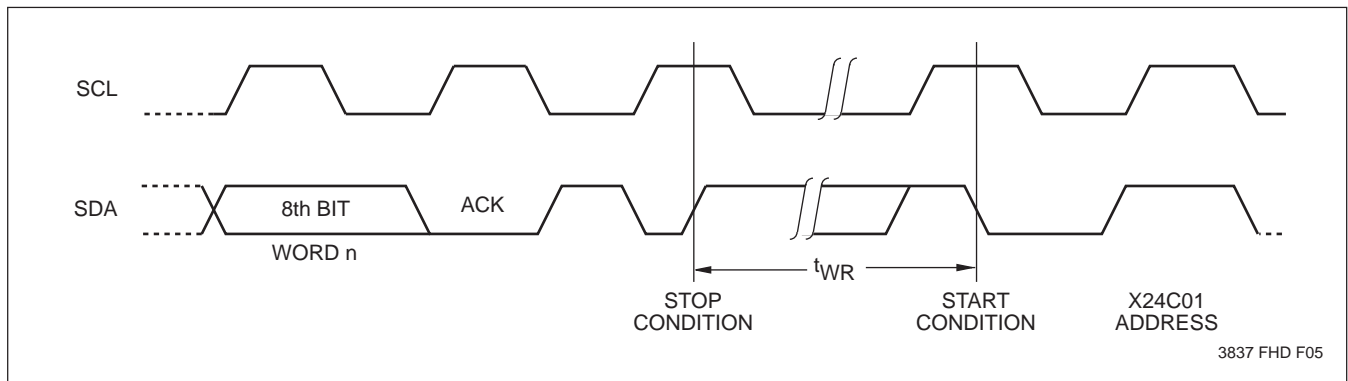 SCL
SDA
8th BIT
ACK
WORD n
tWR
STOP
CONDITION
START
CONDITION
X24C01
ADDRESS
3837 FHD F05